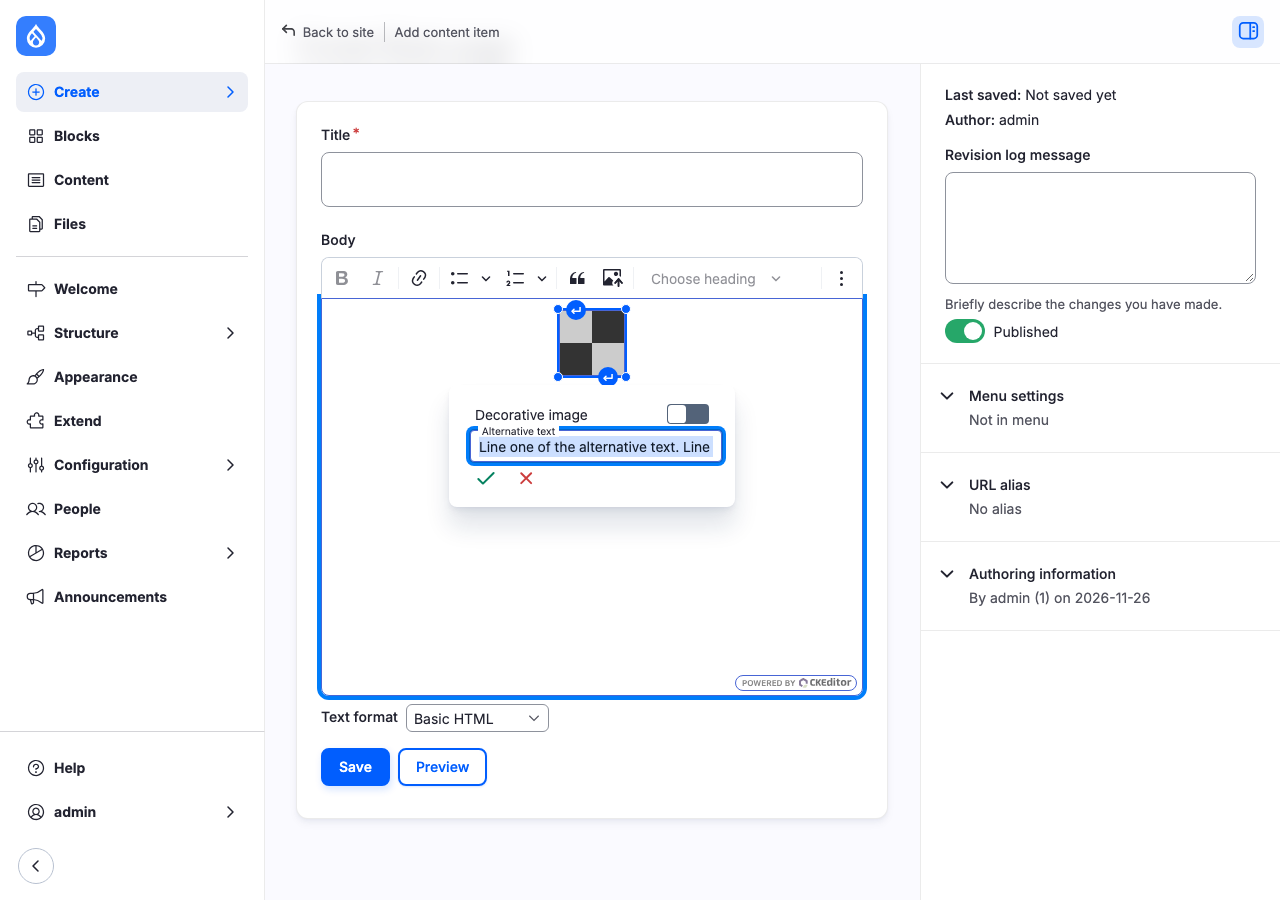 Back to site
Add content item
Create
Blocks
Content
Files
Welcome
Structure
Appearance
Extend
Configuration
People
Reports
Announcements
Help
admin
Title*
Body
B I
Choose heading
Decorative image
Alternative text
Line one of the alternative text. Line
POWERED BY CKEditor
Text format
Basic HTML
Save
Preview
Last saved: Not saved yet
Author: admin
Revision log message
Briefly describe the changes you have made.
Published
Menu settings
Not in menu
URL alias
No alias
Authoring information
By admin (1) on 2026-11-26